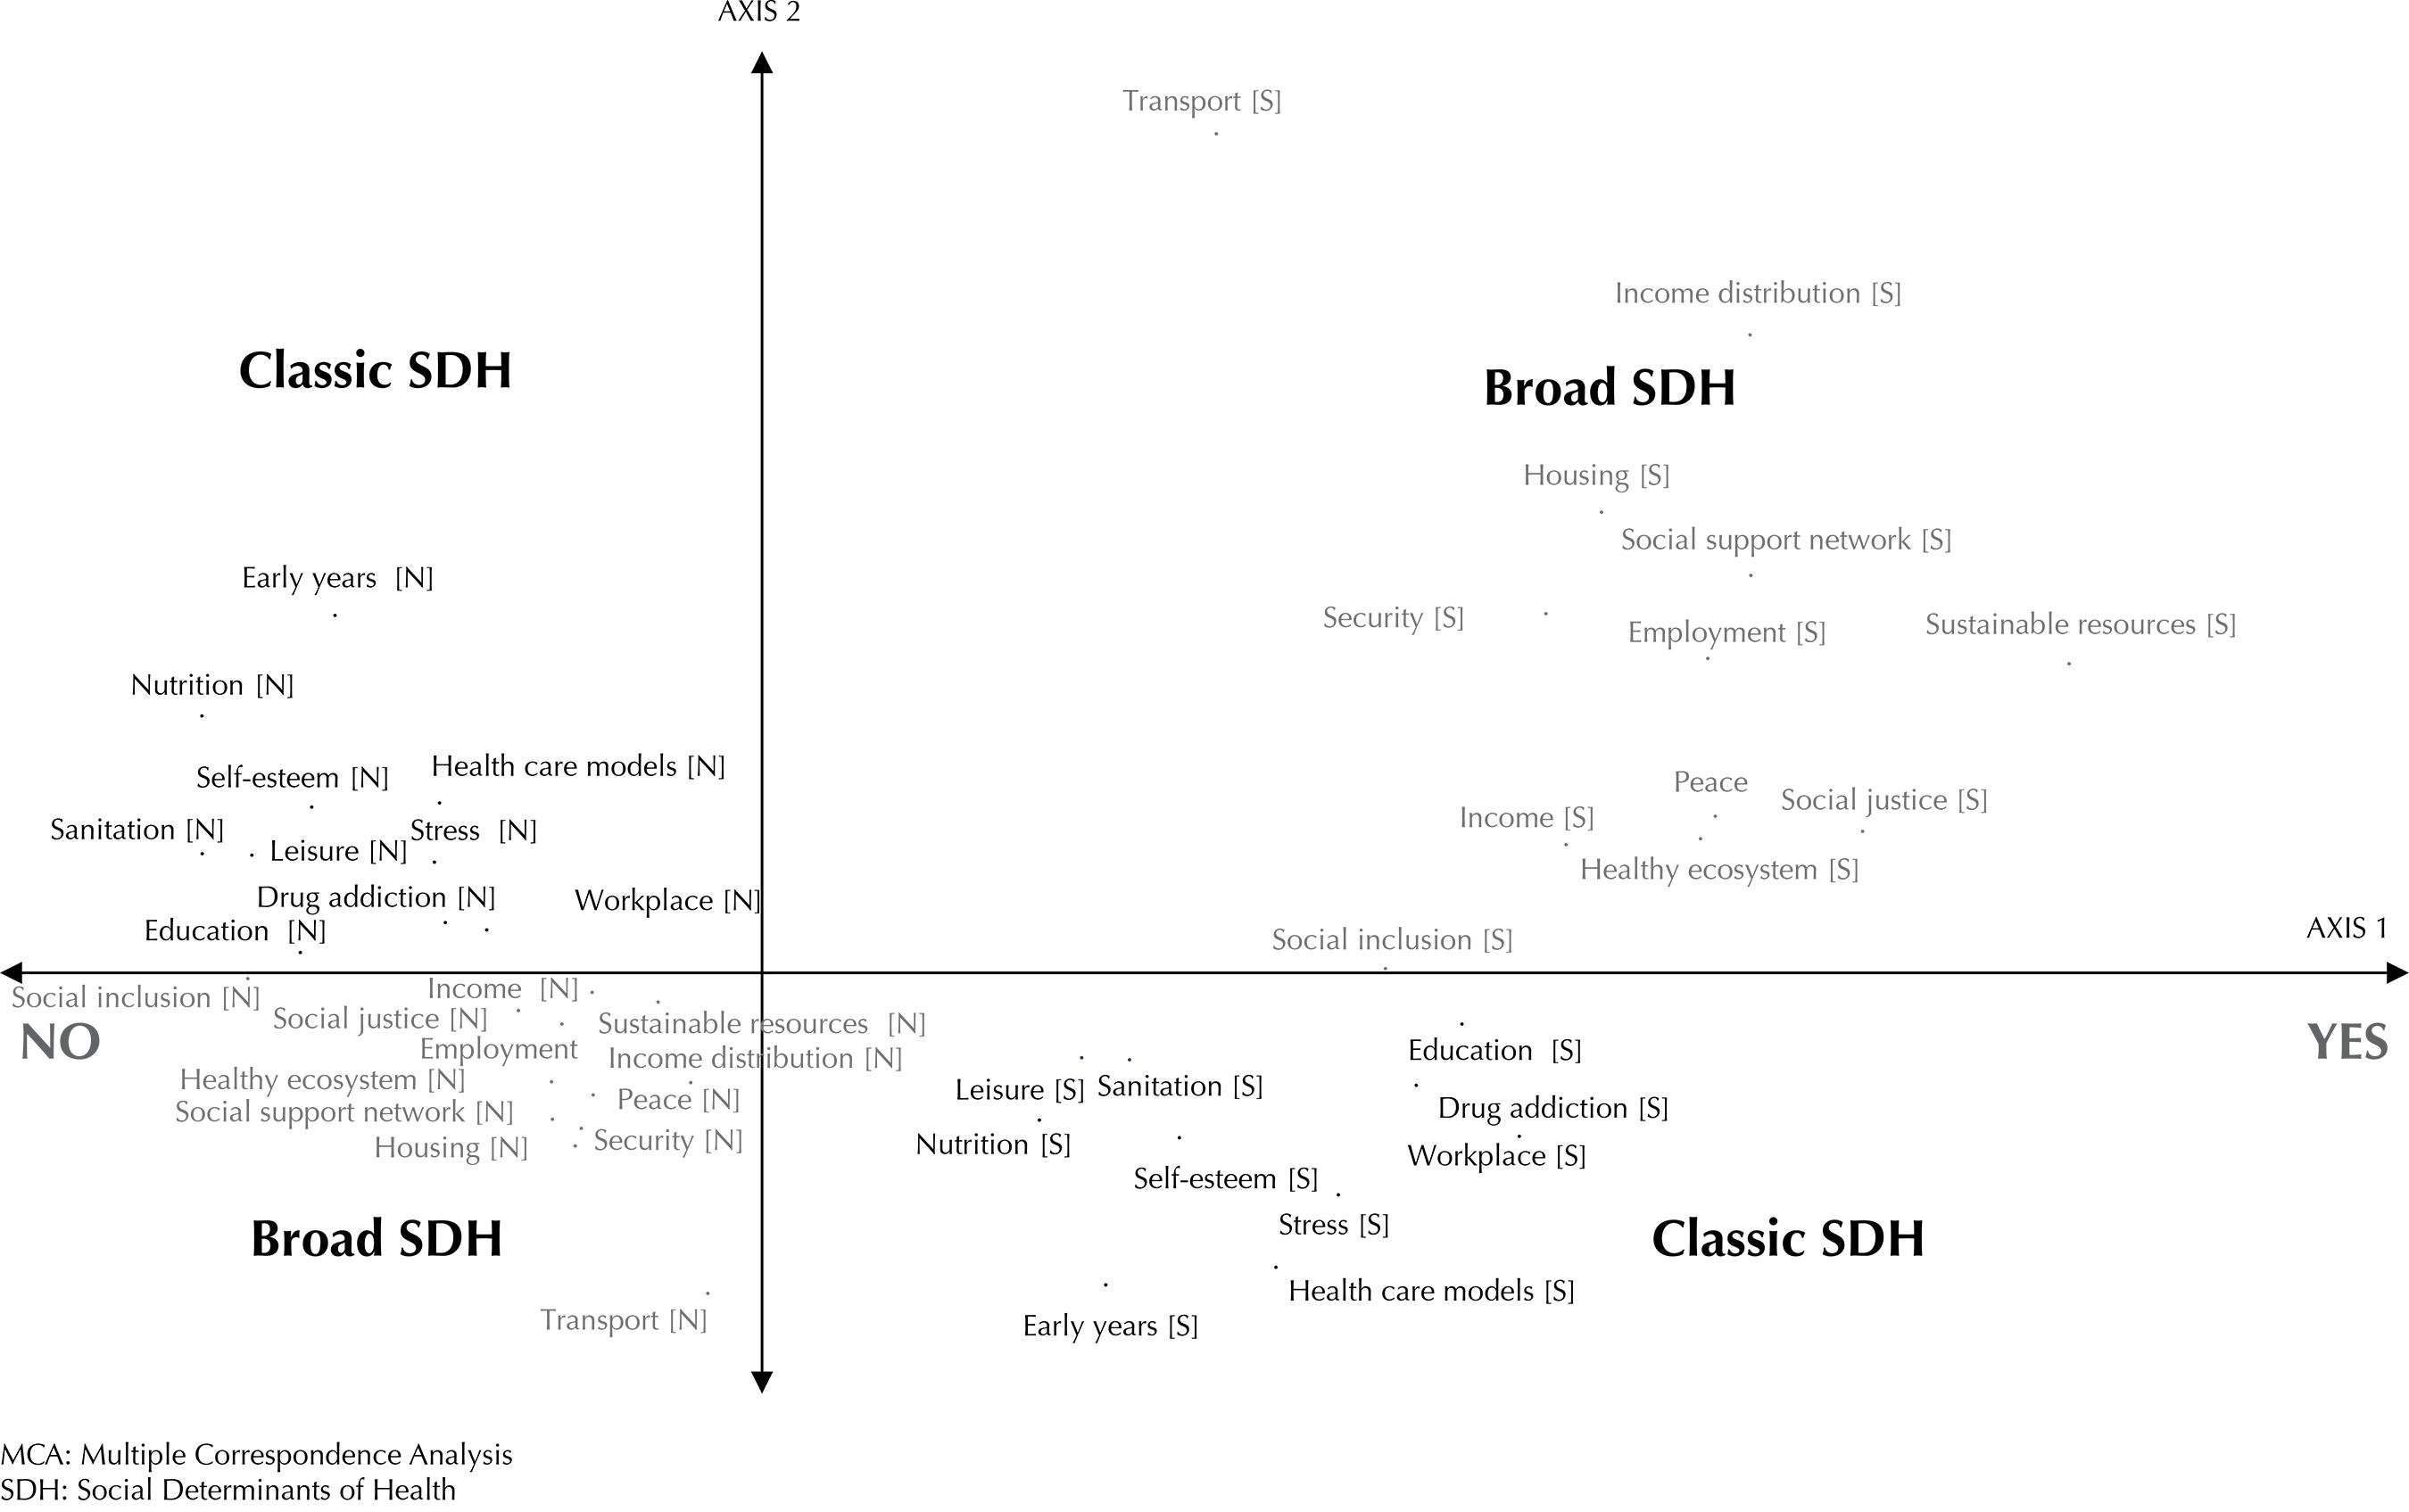 AXIS 2
Transport [S]
Income distribution [S]
Classic SDH
Broad SDH
Housing [S]
Social support network [S]
Early years [N]
Security [S]
Employment [S]
Sustainable resources [S]
Nutrition [N]
Self-esteem [N]
Health care models [N]
Peace
Social justice [S]
Income [S]
Sanitation [N]
Leisure [N]
Stress [N]
Healthy ecosystem [S]
Drug addiction [N]
Workplace [N]
Education [N]
Social inclusion [S]
AXIS 1
Social inclusion [N]
Income [N]
Social justice [N]
Sustainable resources [N]
NO
YES
Employment
Income distribution [N]
Education [S]
Healthy ecosystem [N]
Peace [N]
Leisure [S]
Sanitation [S]
Social support network [N]
Drug addiction [S]
Housing [N]
Security [N]
Nutrition [S]
Workplace [S]
Self-esteem [S]
Stress [S]
Broad SDH
Classic SDH
Health care models [S]
Transport [N]
Early years [S]
MCA: Multiple Correspondence Analysis
SDH: Social Determinants of Health